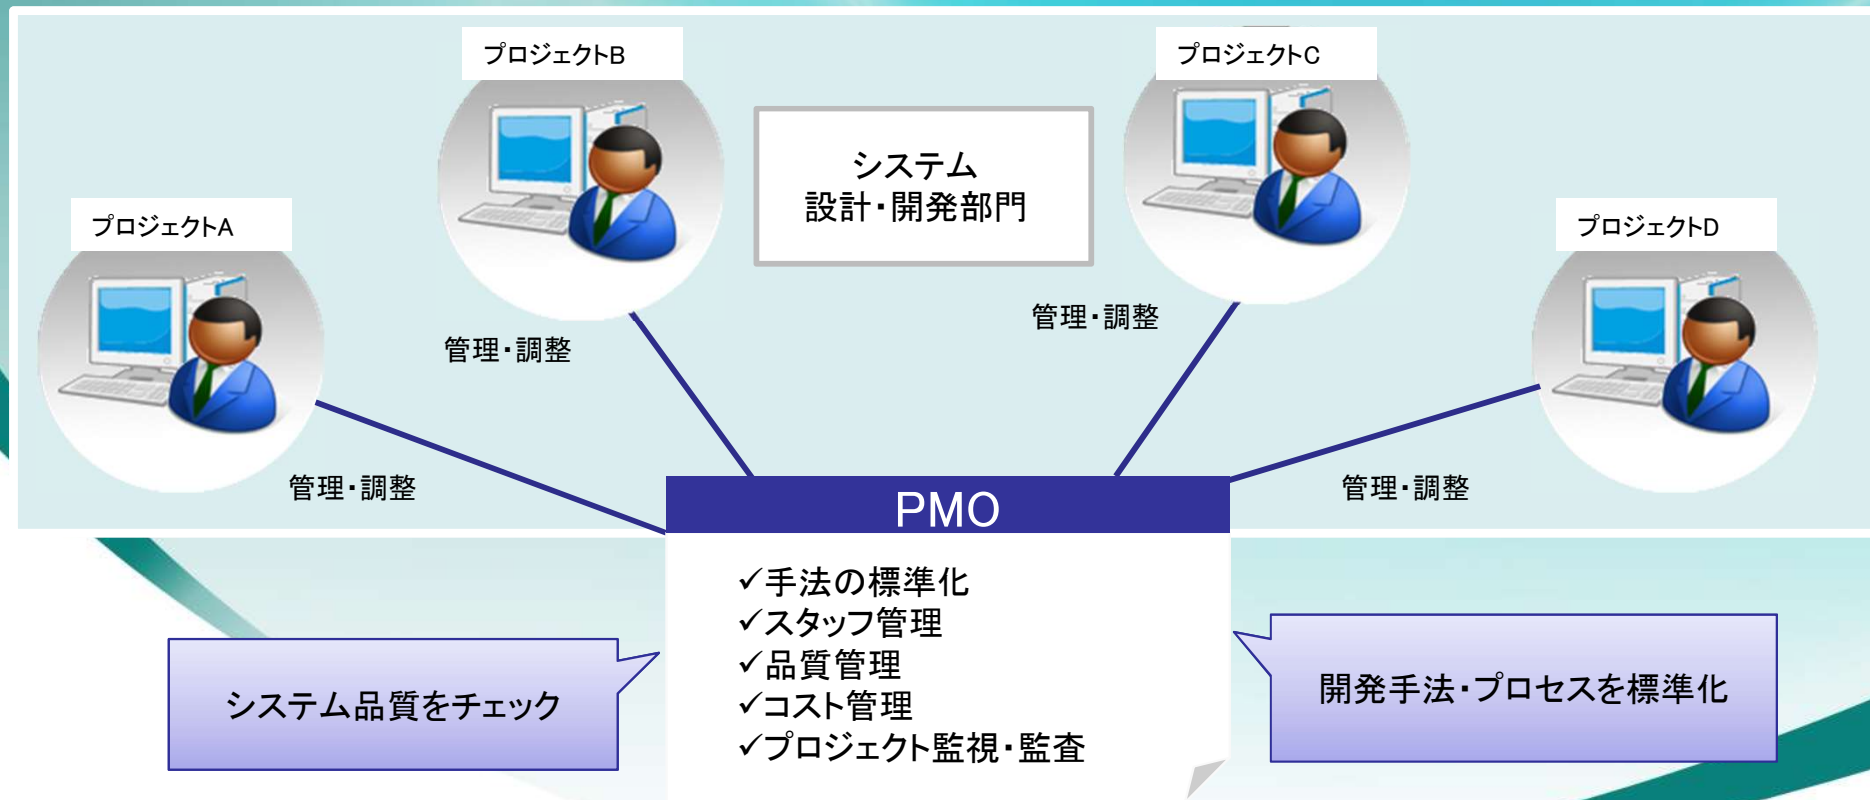 プロジェクトB
プロジェクトC
システム
設計・開発部門
プロジェクトA
プロジェクトD
管理・調整
管理・調整
管理・調整
管理・調整
PMO
✓手法の標準化
✓スタッフ管理
✓品質管理
✓コスト管理
✓プロジェクト監視・監査
システム品質をチェック
開発手法・プロセスを標準化